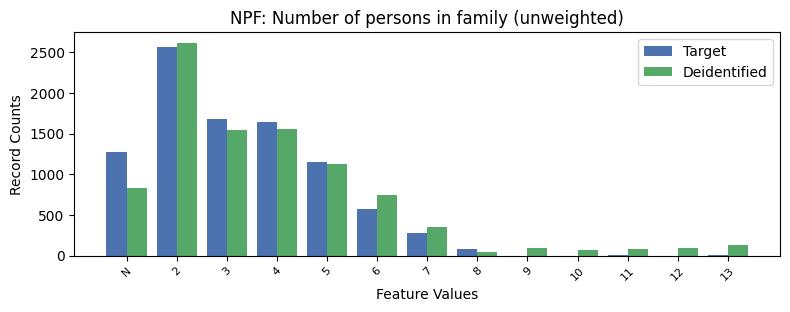 NPF: Number of persons in family (unweighted)
Target
Deidentified
Record Counts
2500
2000
1500
1000
500
0
N 2 3 4 5 6 7 8 9 10 11 12 13
Feature Values